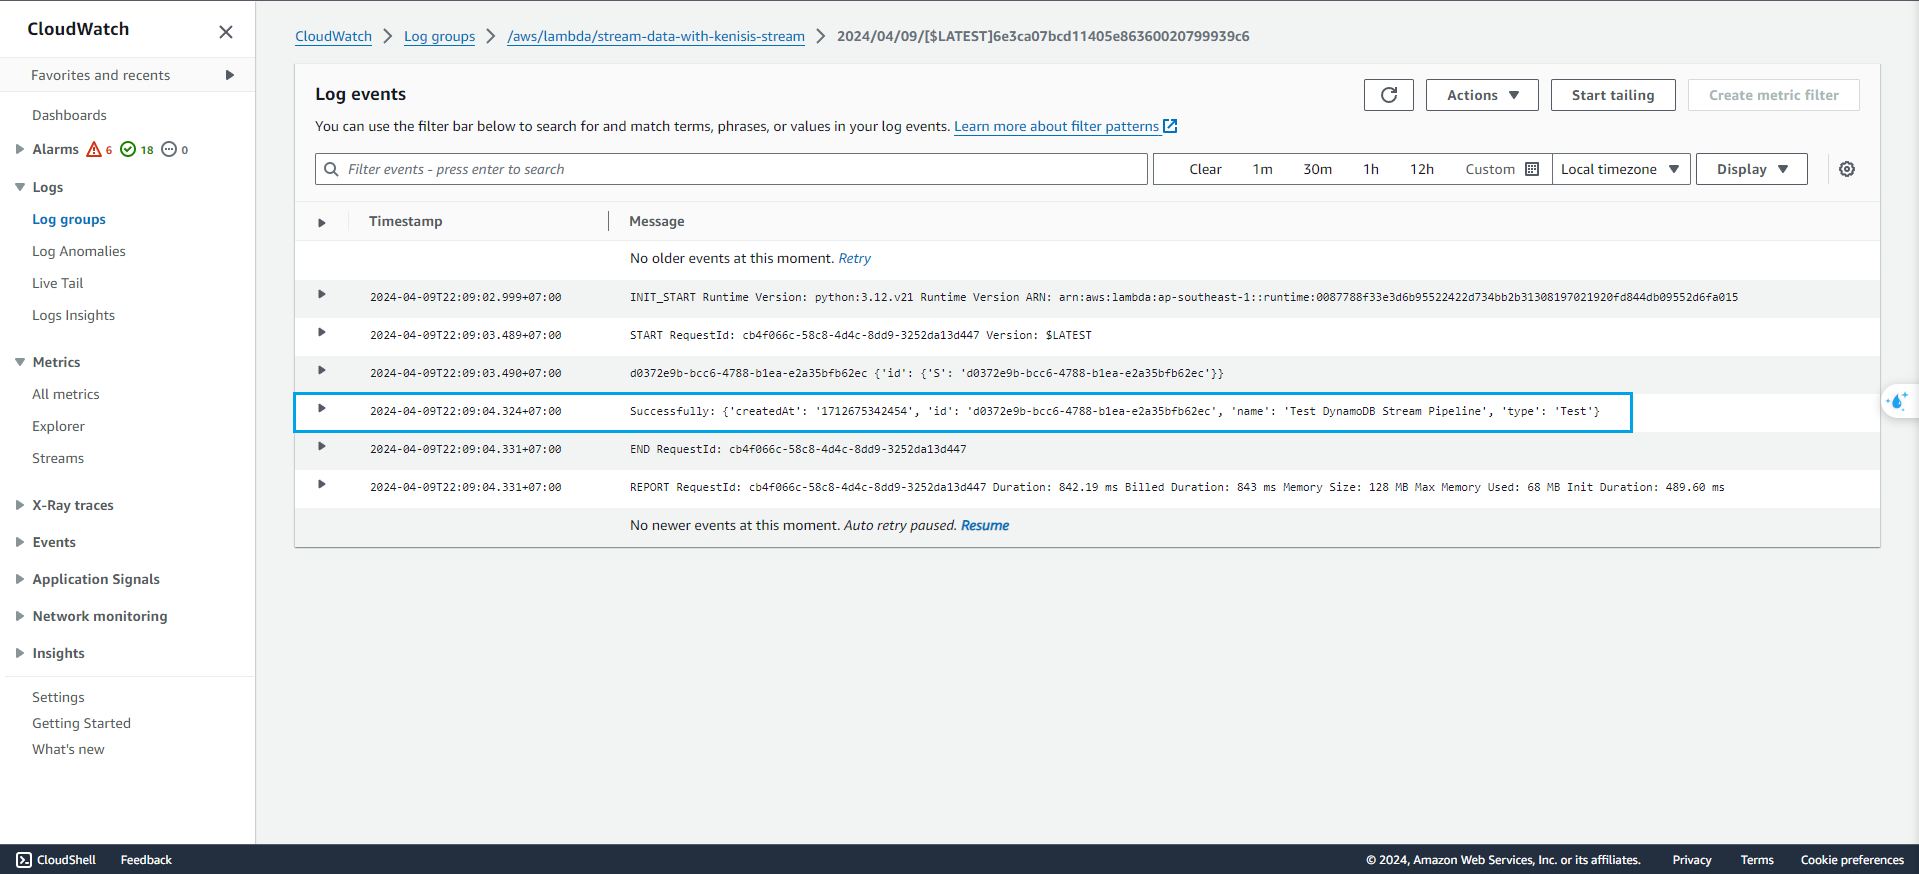 CloudWatch
Favorites and recents
Dashboards
Alarms 6 18 0
Logs
Log groups
Log Anomalies
Live Tail
Logs Insights
Metrics
All metrics
Explorer
Streams
X-Ray traces
Events
Application Signals
Network monitoring
Insights
Settings
Getting Started
What's new
CloudWatch Log groups /aws/lambda/stream-data-with-kenisis-stream 2024/04/09/[$LATEST]6e3ca07bcd11405e86360020799939c6
Log events
Actions Start tailing Create metric filter
You can use the filter bar below to search for and match terms, phrases, or values in your log events. Learn more about filter patterns
Filter events - press enter to search Clear 1m 30m 1h 12h Custom Local timezone Display
Timestamp Message
No older events at this moment. Retry
2024-04-09T22:09:02.999+07:00 INIT_START Runtime Version: python:3.12.v21 Runtime Version ARN: arn:aws:lambda:ap-southeast-1::runtime:0087788f33e3d6b95522422d734bb2b31308197021920fd844db09552d6fa015
2024-04-09T22:09:03.489+07:00 START RequestId: cb4f066c-58c8-4d4c-8dd9-3252da13d447 Version: $LATEST
2024-04-09T22:09:03.490+07:00 d0372e9b-bcc6-4788-b1ea-e2a35bfb62ec {'id': {'S': 'd0372e9b-bcc6-4788-b1ea-e2a35bfb62ec'}}
2024-04-09T22:09:04.324+07:00 Successfully: {'createdAt': '1712675342454', 'id': 'd0372e9b-bcc6-4788-b1ea-e2a35bfb62ec', 'name': 'Test DynamoDB Stream Pipeline', 'type': 'Test'}
2024-04-09T22:09:04.331+07:00 END RequestId: cb4f066c-58c8-4d4c-8dd9-3252da13d447
2024-04-09T22:09:04.331+07:00 REPORT RequestId: cb4f066c-58c8-4d4c-8dd9-3252da13d447 Duration: 842.19 ms Billed Duration: 843 ms Memory Size: 128 MB Max Memory Used: 68 MB Init Duration: 489.60 ms
No newer events at this moment. Auto retry paused. Resume
CloudShell Feedback © 2024, Amazon Web Services, Inc. or its affiliates. Privacy Terms Cookie preferences